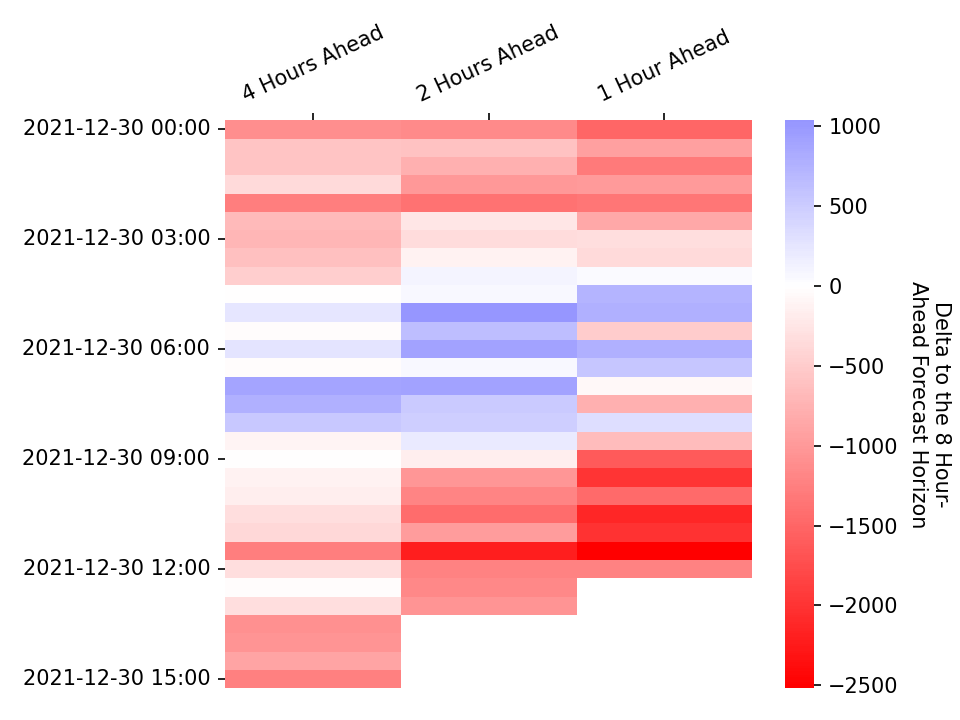 4 Hours Ahead
2 Hours Ahead
1 Hour Ahead
2021-12-30 00:00
2021-12-30 03:00
2021-12-30 06:00
2021-12-30 09:00
2021-12-30 12:00
2021-12-30 15:00
1000
500
0
−500
−1000
−1500
−2000
−2500
Delta to the 8 Hour-
Ahead Forecast Horizon